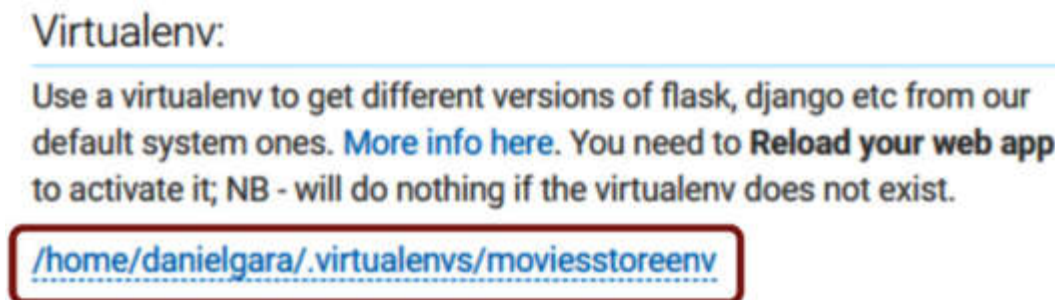 Virtualenv:
Use a virtualenv to get different versions of flask, django etc from our
default system ones. More info here. You need to Reload your web app
to activate it; NB - will do nothing if the virtualenv does not exist.
/home/danielgara/.virtualenvs/moviesstoreenv